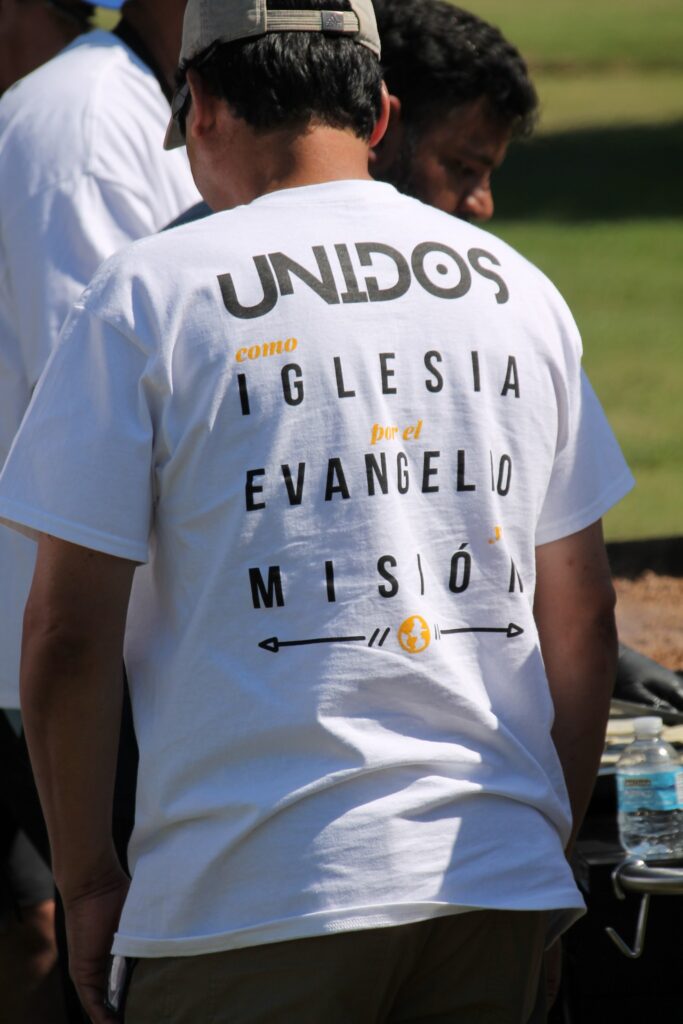 UNIDOS
como
IGLESIA
por el
EVANGELIO
y
MISIÓN